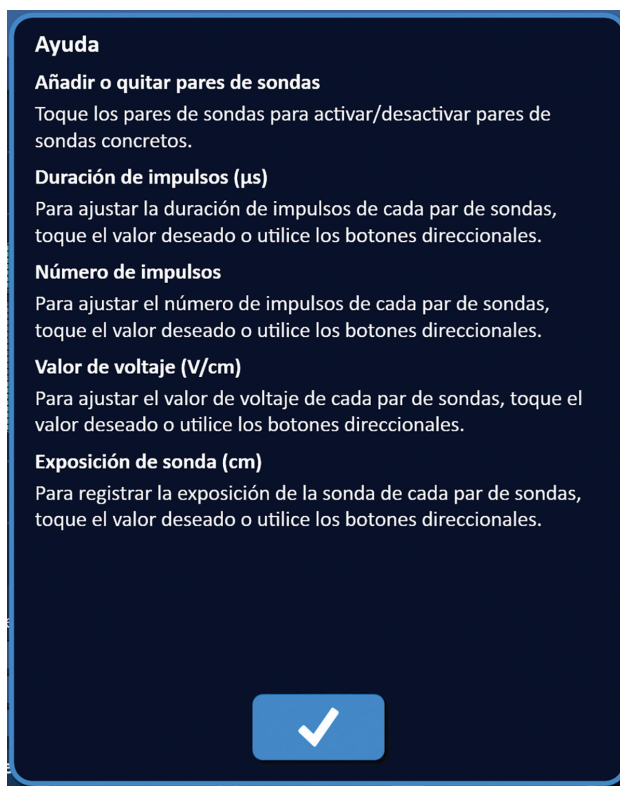 Ayuda
Añadir o quitar pares de sondas
Toque los pares de sondas para activar/desactivar pares de
sondas concretos.
Duración de impulsos (µs)
Para ajustar la duración de impulsos de cada par de sondas,
toque el valor deseado o utilice los botones direccionales.
Número de impulsos
Para ajustar el número de impulsos de cada par de sondas,
toque el valor deseado o utilice los botones direccionales.
Valor de voltaje (V/cm)
Para ajustar el valor de voltaje de cada par de sondas, toque el
valor deseado o utilice los botones direccionales.
Exposición de sonda (cm)
Para registrar la exposición de la sonda de cada par de sondas,
toque el valor deseado o utilice los botones direccionales.